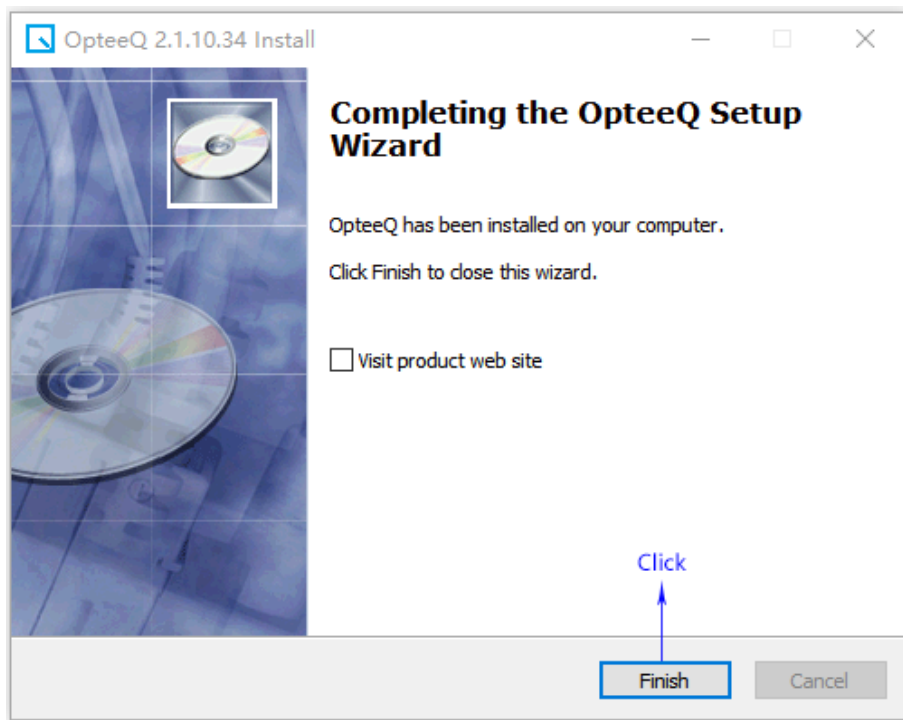 OpteeQ 2.1.10.34 Install
Completing the OpteeQ Setup
Wizard
OpteeQ has been installed on your computer.
Click Finish to close this wizard.
Visit product web site
Click
Finish
Cancel